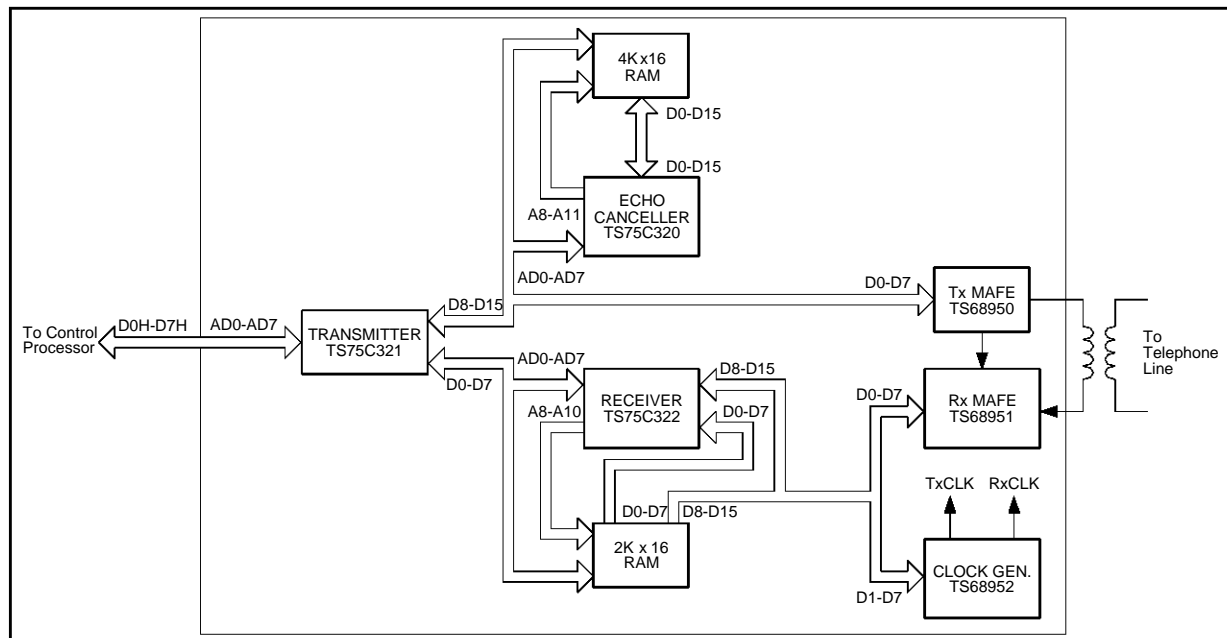 4K x16
RAM
D0-D15
D0-D15
ECHO
CANCELLER
TS75C320
A8-A11
AD0-AD7
D8-D15
D0-D7
Tx MAFE
TS68950
To Control
Processor
D0H-D7H
AD0-AD7
TRANSMITTER
TS75C321
To
Telephone
Line
AD0-AD7
D0-D7
D8-D15
A8-A10
RECEIVER
TS75C322
D0-D7
D0-D7
Rx MAFE
TS68951
TxCLK
RxCLK
D0-D7
D8-D15
2K x 16
RAM
CLOCK GEN.
TS68952
D1-D7